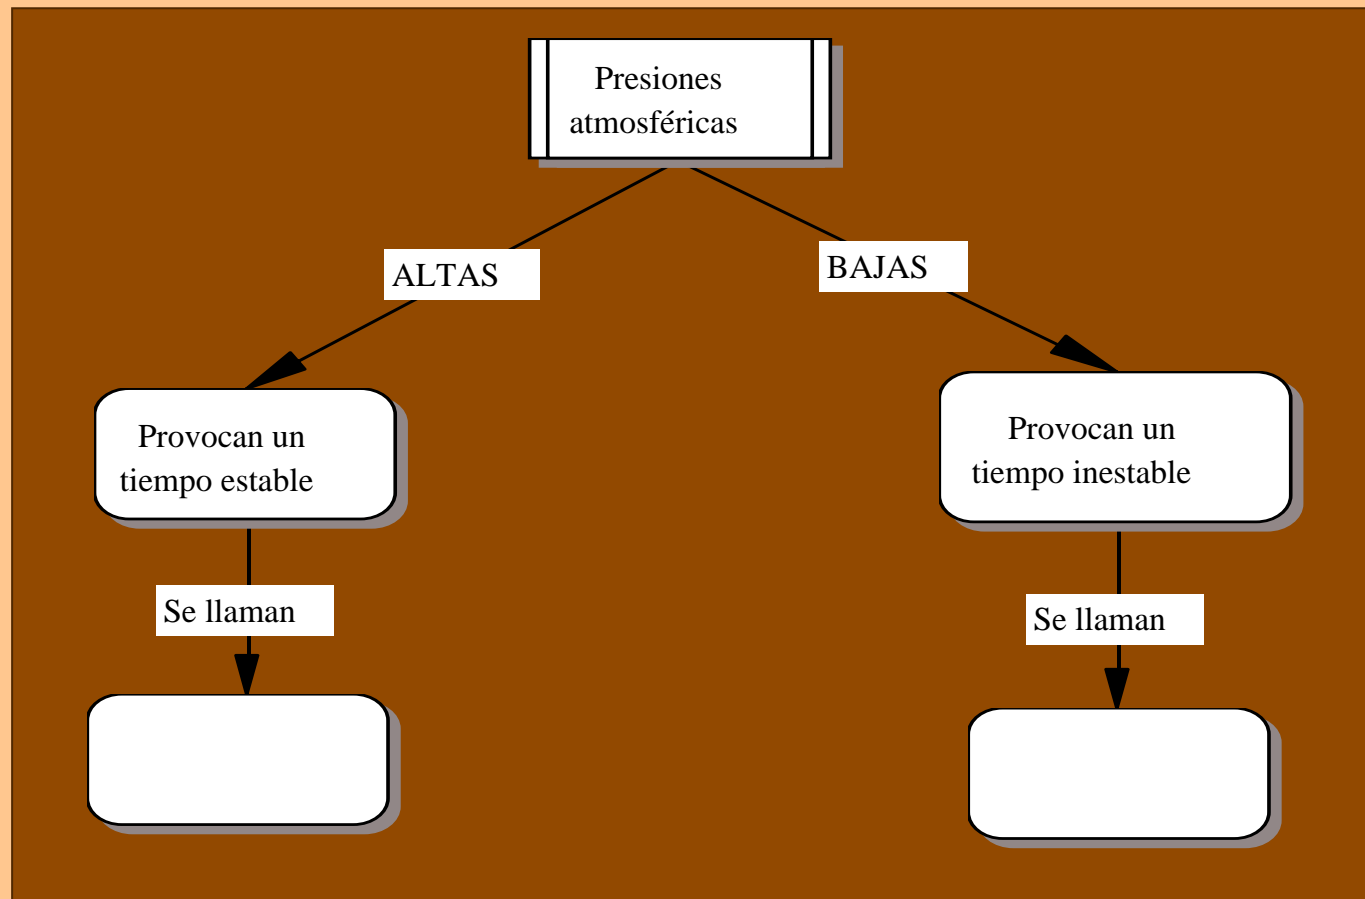 Presiones
atmosféricas
ALTAS
BAJAS
Provocan un
tiempo estable
Provocan un
tiempo inestable
Se llaman
Se llaman